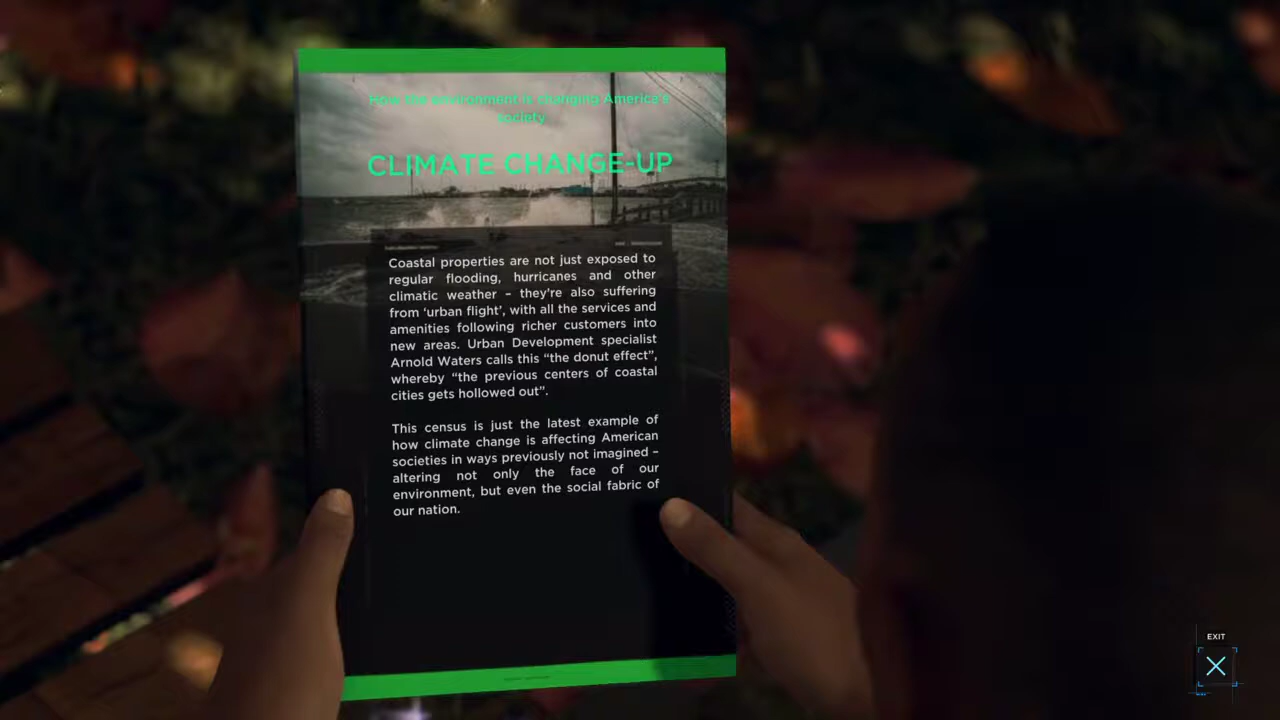 How the environment is changing America's
society
CLIMATE CHANGE-UP
Coastal properties are not just exposed to
regular flooding, hurricanes and other
climatic weather – they're also suffering
from ‘urban flight’, with all the services and
amenities following richer customers into
new areas. Urban Development specialist
Arnold Waters calls this “the donut effect”,
whereby “the previous centers of coastal
cities gets hollowed out”.
This census is just the latest example of
how climate change is affecting American
societies in ways previously not imagined –
altering not only the face of our
environment, but even the social fabric of
our nation.
EXIT